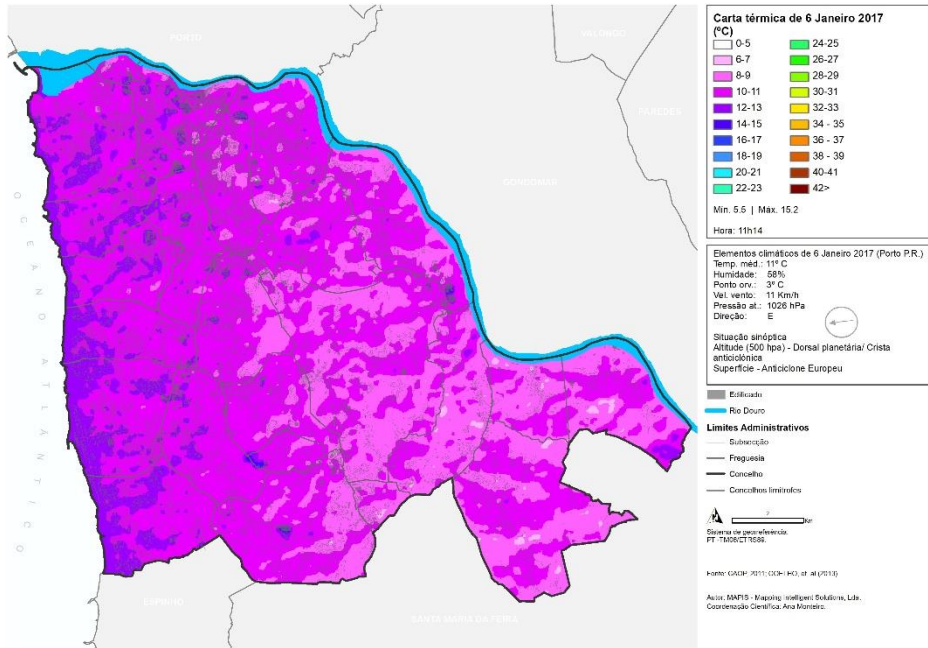 PORTO
VALONGO
PAREDES
GONDOMAR
OCEANO ATLÂNTICO
ESPINHO
SANTA MARIA DA FEIRA
Carta térmica de 6 Janeiro 2017
(ºC)
0-5
6-7
8-9
10-11
12-13
14-15
16-17
18-19
20-21
22-23
24-25
26-27
28-29
30-31
32-33
34 - 35
36 - 37
38 - 39
40-41
42>
Min. 5.5 | Máx. 15.2
Hora: 11h14
Elementos climáticos de 6 Janeiro 2017 (Porto P.R.)
Temp. méd.: 11º C
Humidade: 58%
Ponto orv.: 3º C
Vel. vento: 11 Km/h
Pressão at.: 1026 hPa
Direção: E
Situação sinóptica
Altitude (500 hpa) - Dorsal planetária/ Crista
anticiclónica
Superfície - Anticiclone Europeu
Edificado
Rio Douro
Limites Administrativos
Subsecção
Freguesia
Concelho
Concelhos limítrofes
Km
Sistema de georeferência:
PT -TM06/ETRS89.
Fonte: CAOP, 2011; COELHO, et. al (2013)
Autor: MAPIS - Mapping Intelligent Solutions, Lda.
Coordenação Científica: Ana Monteiro.